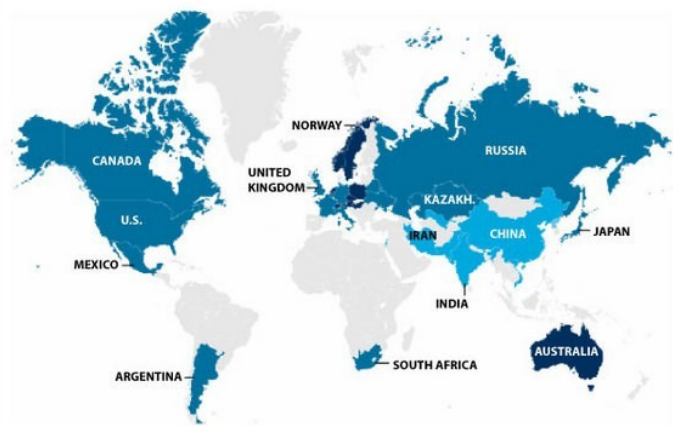 NORWAY
CANADA
RUSSIA
UNITED
KINGDOM
KAZAKH.
U.S.
IRAN
CHINA
JAPAN
MEXICO
INDIA
AUSTRALIA
SOUTH AFRICA
ARGENTINA